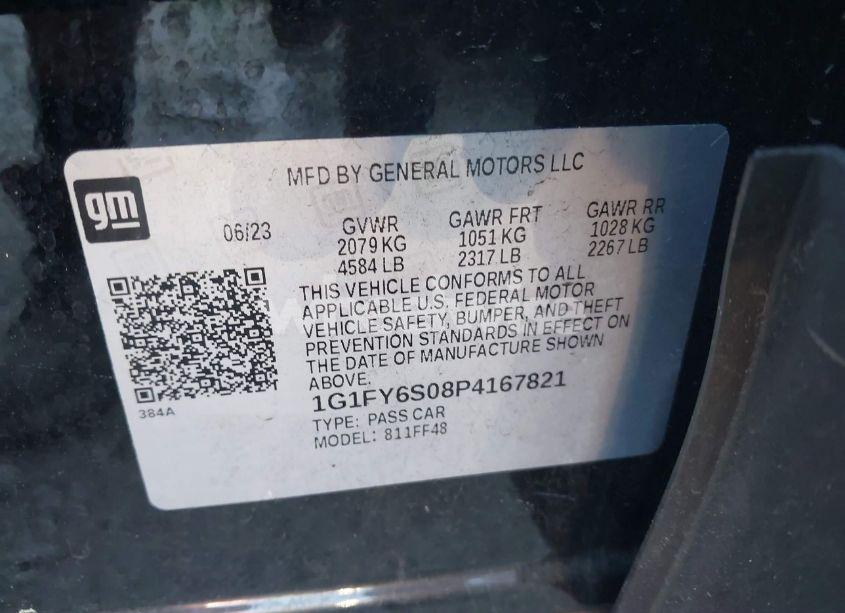 MFD BY GENERAL MOTORS LLC
gm
06/23
GVWR
2079 KG
4584 LB
GAWR FRT
1051 KG
2317 LB
GAWR RR
1028 KG
2267 LB
THIS VEHICLE CONFORMS TO ALL
APPLICABLE U.S. FEDERAL MOTOR
VEHICLE SAFETY, BUMPER, AND THEFT
PREVENTION STANDARDS IN EFFECT ON
THE DATE OF MANUFACTURE SHOWN
ABOVE.
1G1FY6S08P4167821
TYPE: PASS CAR
MODEL: 811FF48
384A